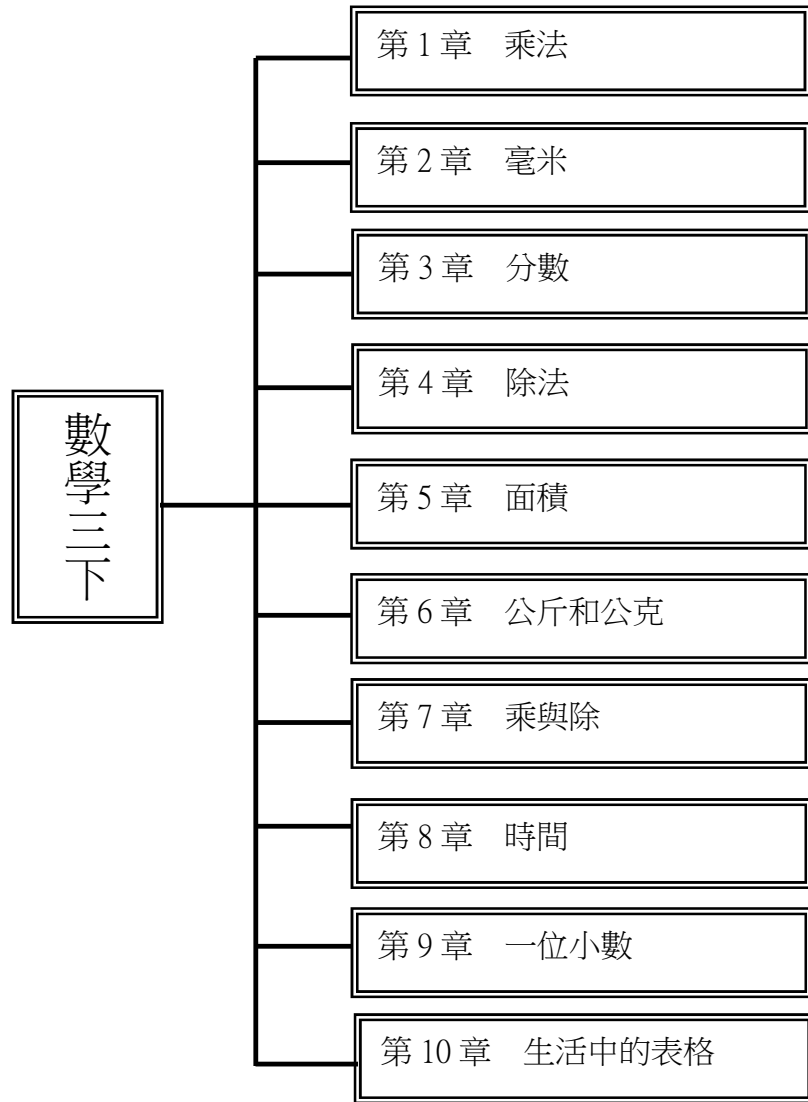 數學三下
第 1 章　乘法
第 2 章　毫米
第 3 章　分數
第 4 章　除法
第 5 章　面積
第 6 章　公斤和公克
第 7 章　乘與除
第 8 章　時間
第 9 章　一位小數
第 10 章　生活中的表格